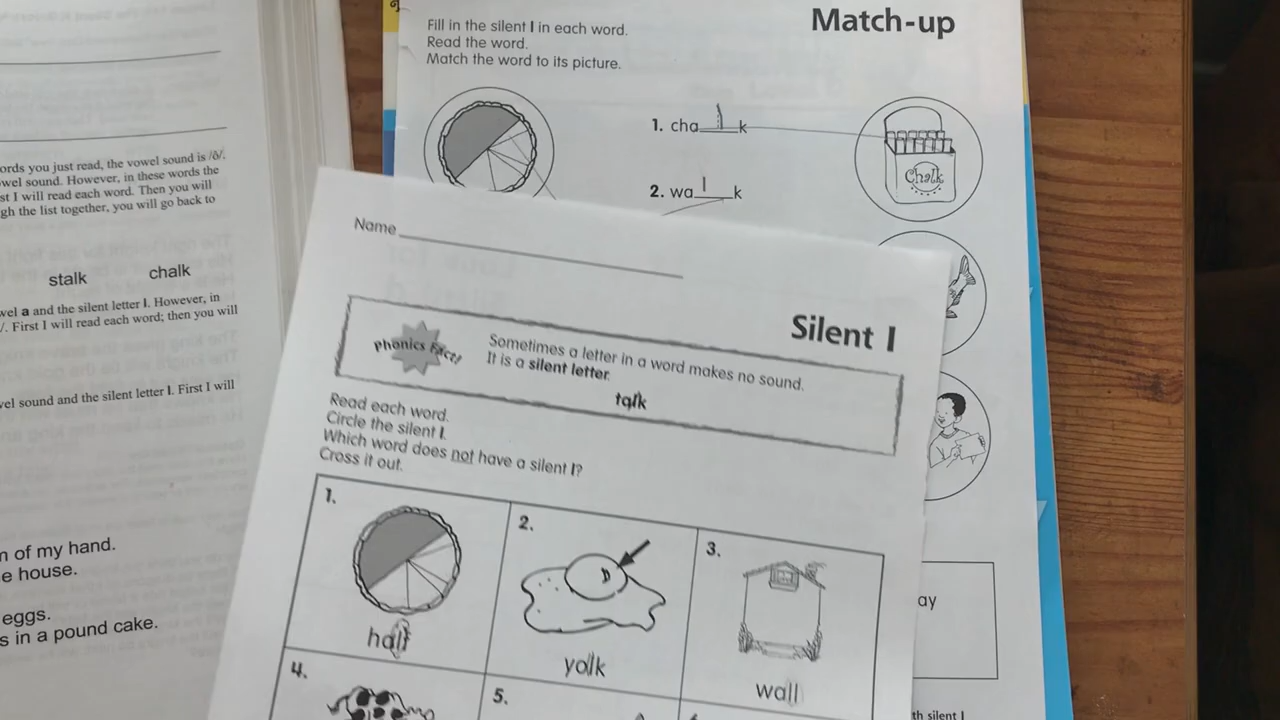 ords you just read, the vowel sound is /ŏ/.
wel sound. However, in these words the
st I will read each word. Then you will
gh the list together, you will go back to
stalk chalk
wel a and the silent letter l. However, in
/. First I will read each word; then you will
vel sound and the silent letter l. First I will
of my hand.
e house.
eggs.
s in a pound cake.
Match-up
Fill in the silent l in each word.
Read the word.
Match the word to its picture.
1. cha l k
Chalk
2. wa l k
ay
th silent l
Name
Silent l
Phonics Fact!
Sometimes a letter in a word makes no sound.
It is a silent letter.
talk
Read each word.
Circle the silent l.
Which word does not have a silent l?
Cross it out.
1. 2. 3.
half yolk wall
4. 5.